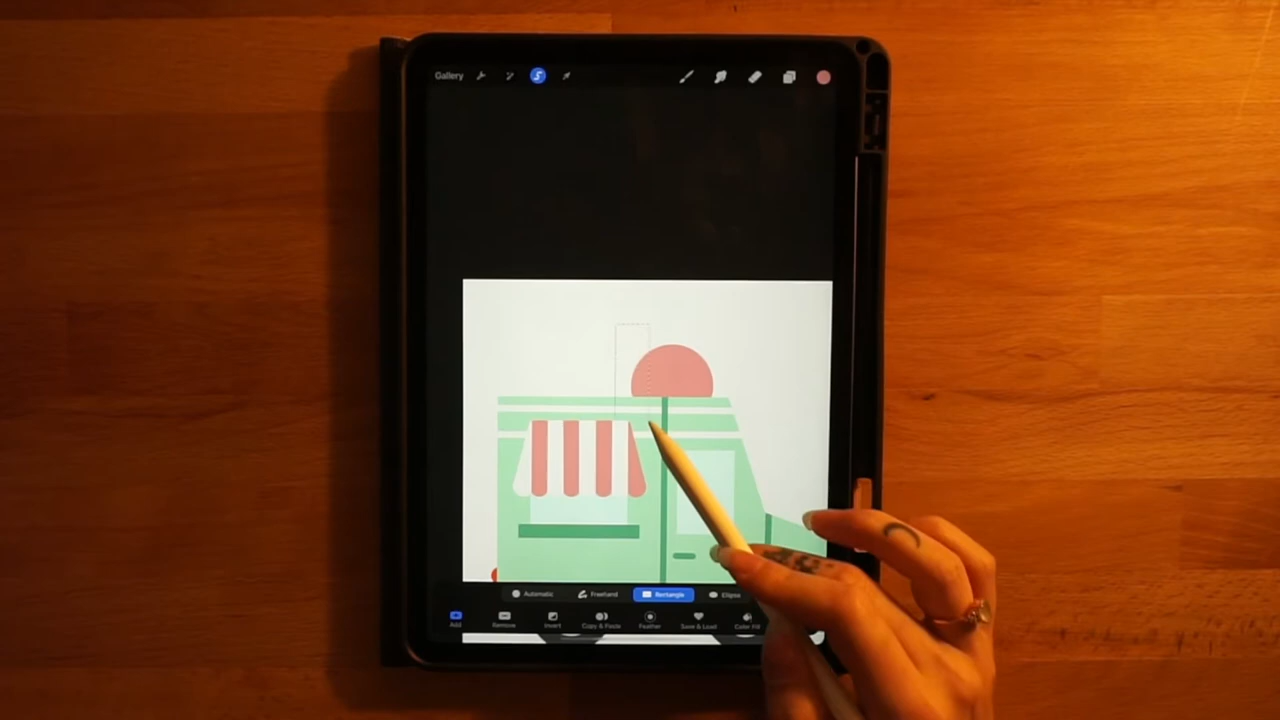 Gallery
Automatic Freehand Rectangle Ellipse
Add Remove Invert Copy & Paste Feather Save & Load Color Fill